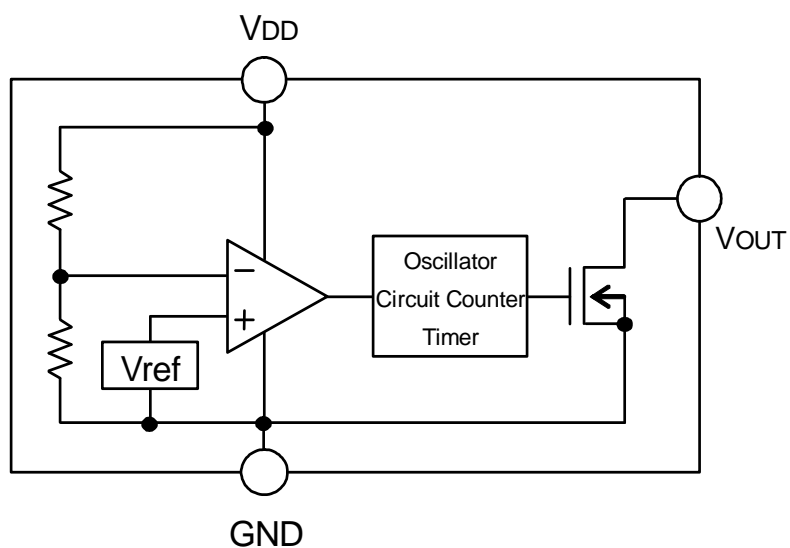 VDD
VOUT
−
+
Oscillator
Circuit Counter
Timer
Vref
GND